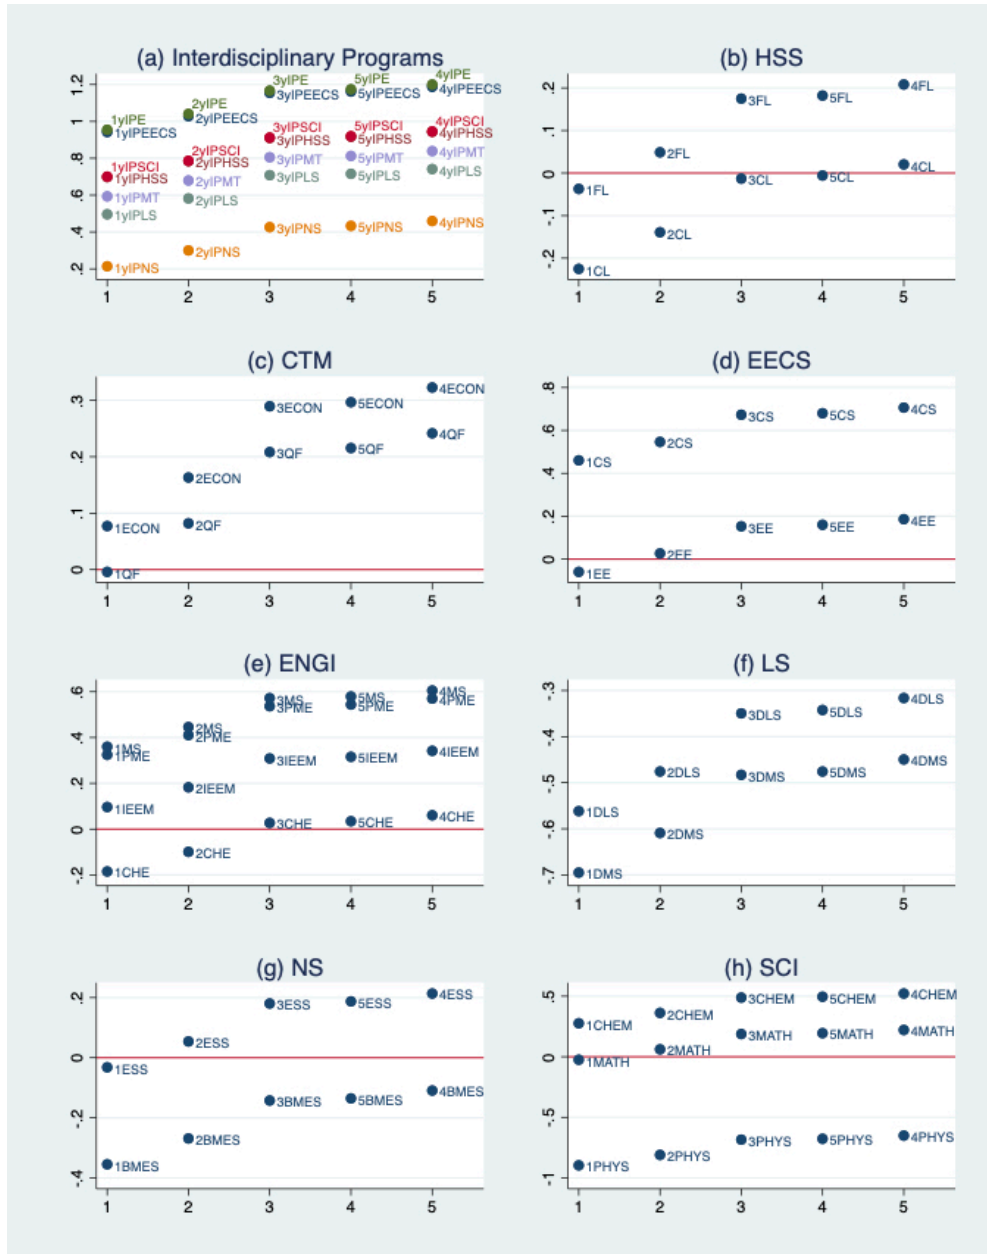 (a) Interdisciplinary Programs
1.2
1
.8
.6
.4
.2
1yIPE
1yIPEECS
1yIPSCI
1yIPHSS
1yIPMT
1yIPLS
1yIPNS
2yIPE
2yIPEECS
2yIPSCI
2yIPHSS
2yIPMT
2yIPLS
2yIPNS
3yIPE
3yIPEECS
3yIPSCI
3yIPHSS
3yIPMT
3yIPLS
3yIPNS
5yIPE
5yIPEECS
5yIPSCI
5yIPHSS
5yIPMT
5yIPLS
5yIPNS
4yIPE
4yIPEECS
4yIPSCI
4yIPHSS
4yIPMT
4yIPLS
4yIPNS
1 2 3 4 5
(b) HSS
.2
.1
0
-.1
-.2
1FL
1CL
2FL
2CL
3FL
3CL
5FL
5CL
4FL
4CL
1 2 3 4 5
(c) CTM
.3
.2
.1
0
1ECON
1QF
2ECON
2QF
3ECON
3QF
5ECON
5QF
4ECON
4QF
1 2 3 4 5
(d) EECS
.8
.6
.4
.2
0
1CS
1EE
2CS
2EE
3CS
3EE
5CS
5EE
4CS
4EE
1 2 3 4 5
(e) ENGI
.6
.4
.2
0
-.2
1MS
1PME
1IEEM
1CHE
2MS
2PME
2IEEM
2CHE
3MS
3PME
3IEEM
3CHE
5MS
5PME
5IEEM
5CHE
4MS
4PME
4IEEM
4CHE
1 2 3 4 5
(f) LS
-.3
-.4
-.5
-.6
-.7
1DLS
1DMS
2DLS
2DMS
3DLS
3DMS
5DLS
5DMS
4DLS
4DMS
1 2 3 4 5
(g) NS
.2
0
-.2
-.4
1ESS
1BMES
2ESS
2BMES
3ESS
3BMES
5ESS
5BMES
4ESS
4BMES
1 2 3 4 5
(h) SCI
.5
0
-.5
-1
1CHEM
1MATH
1PHYS
2CHEM
2MATH
2PHYS
3CHEM
3MATH
3PHYS
5CHEM
5MATH
5PHYS
4CHEM
4MATH
4PHYS
1 2 3 4 5